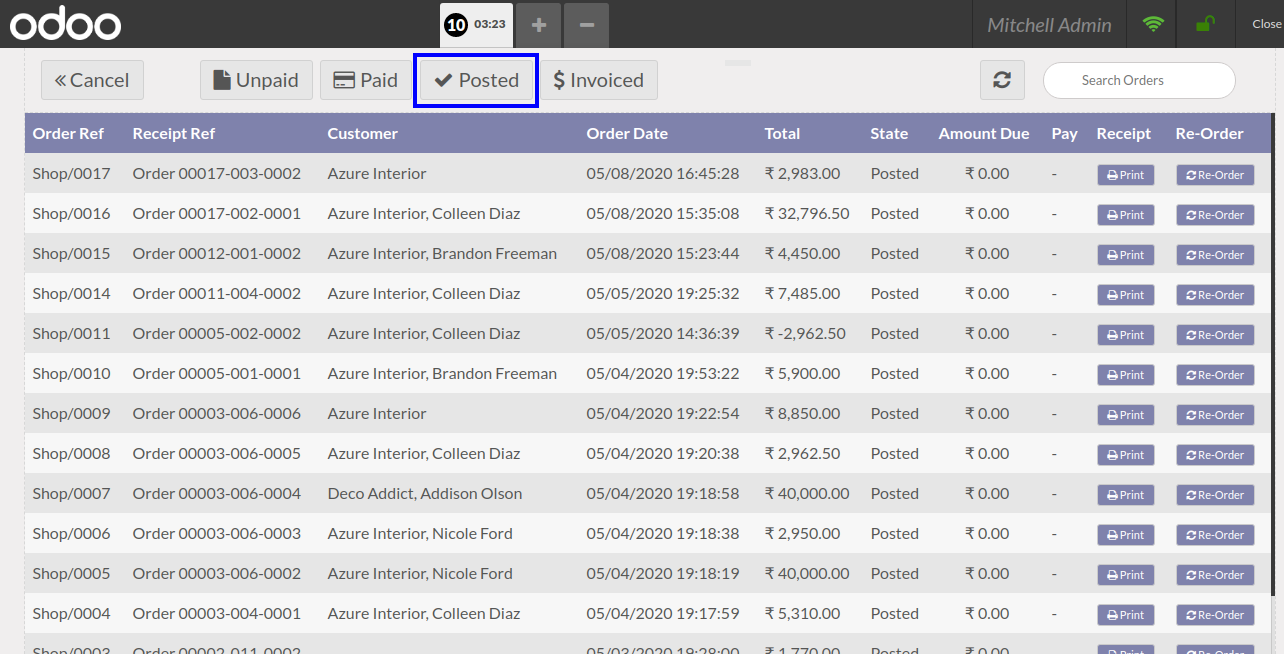 odoo 10 03:23 + − Mitchell Admin Close
« Cancel Unpaid Paid Posted $ Invoiced Search Orders
Order Ref Receipt Ref Customer Order Date Total State Amount Due Pay Receipt Re-Order
Shop/0017 Order 00017-003-0002 Azure Interior 05/08/2020 16:45:28 ₹ 2,983.00 Posted ₹ 0.00 - Print Re-Order
Shop/0016 Order 00017-002-0001 Azure Interior, Colleen Diaz 05/08/2020 15:35:08 ₹ 32,796.50 Posted ₹ 0.00 - Print Re-Order
Shop/0015 Order 00012-001-0002 Azure Interior, Brandon Freeman 05/08/2020 15:23:44 ₹ 4,450.00 Posted ₹ 0.00 - Print Re-Order
Shop/0014 Order 00011-004-0002 Azure Interior, Colleen Diaz 05/05/2020 19:25:32 ₹ 7,485.00 Posted ₹ 0.00 - Print Re-Order
Shop/0011 Order 00005-002-0002 Azure Interior, Colleen Diaz 05/05/2020 14:36:39 ₹ -2,962.50 Posted ₹ 0.00 - Print Re-Order
Shop/0010 Order 00005-001-0001 Azure Interior, Brandon Freeman 05/04/2020 19:53:22 ₹ 5,900.00 Posted ₹ 0.00 - Print Re-Order
Shop/0009 Order 00003-006-0006 Azure Interior 05/04/2020 19:22:54 ₹ 8,850.00 Posted ₹ 0.00 - Print Re-Order
Shop/0008 Order 00003-006-0005 Azure Interior, Colleen Diaz 05/04/2020 19:20:38 ₹ 2,962.50 Posted ₹ 0.00 - Print Re-Order
Shop/0007 Order 00003-006-0004 Deco Addict, Addison Olson 05/04/2020 19:18:58 ₹ 40,000.00 Posted ₹ 0.00 - Print Re-Order
Shop/0006 Order 00003-006-0003 Azure Interior, Nicole Ford 05/04/2020 19:18:38 ₹ 2,950.00 Posted ₹ 0.00 - Print Re-Order
Shop/0005 Order 00003-006-0002 Azure Interior, Nicole Ford 05/04/2020 19:18:19 ₹ 40,000.00 Posted ₹ 0.00 - Print Re-Order
Shop/0004 Order 00003-004-0001 Azure Interior, Colleen Diaz 05/04/2020 19:17:59 ₹ 5,310.00 Posted ₹ 0.00 - Print Re-Order
Shop/0003 Order 00002-011-0002 ₹ 1,770.00 Posted ₹ 0.00 - Print Re-Order